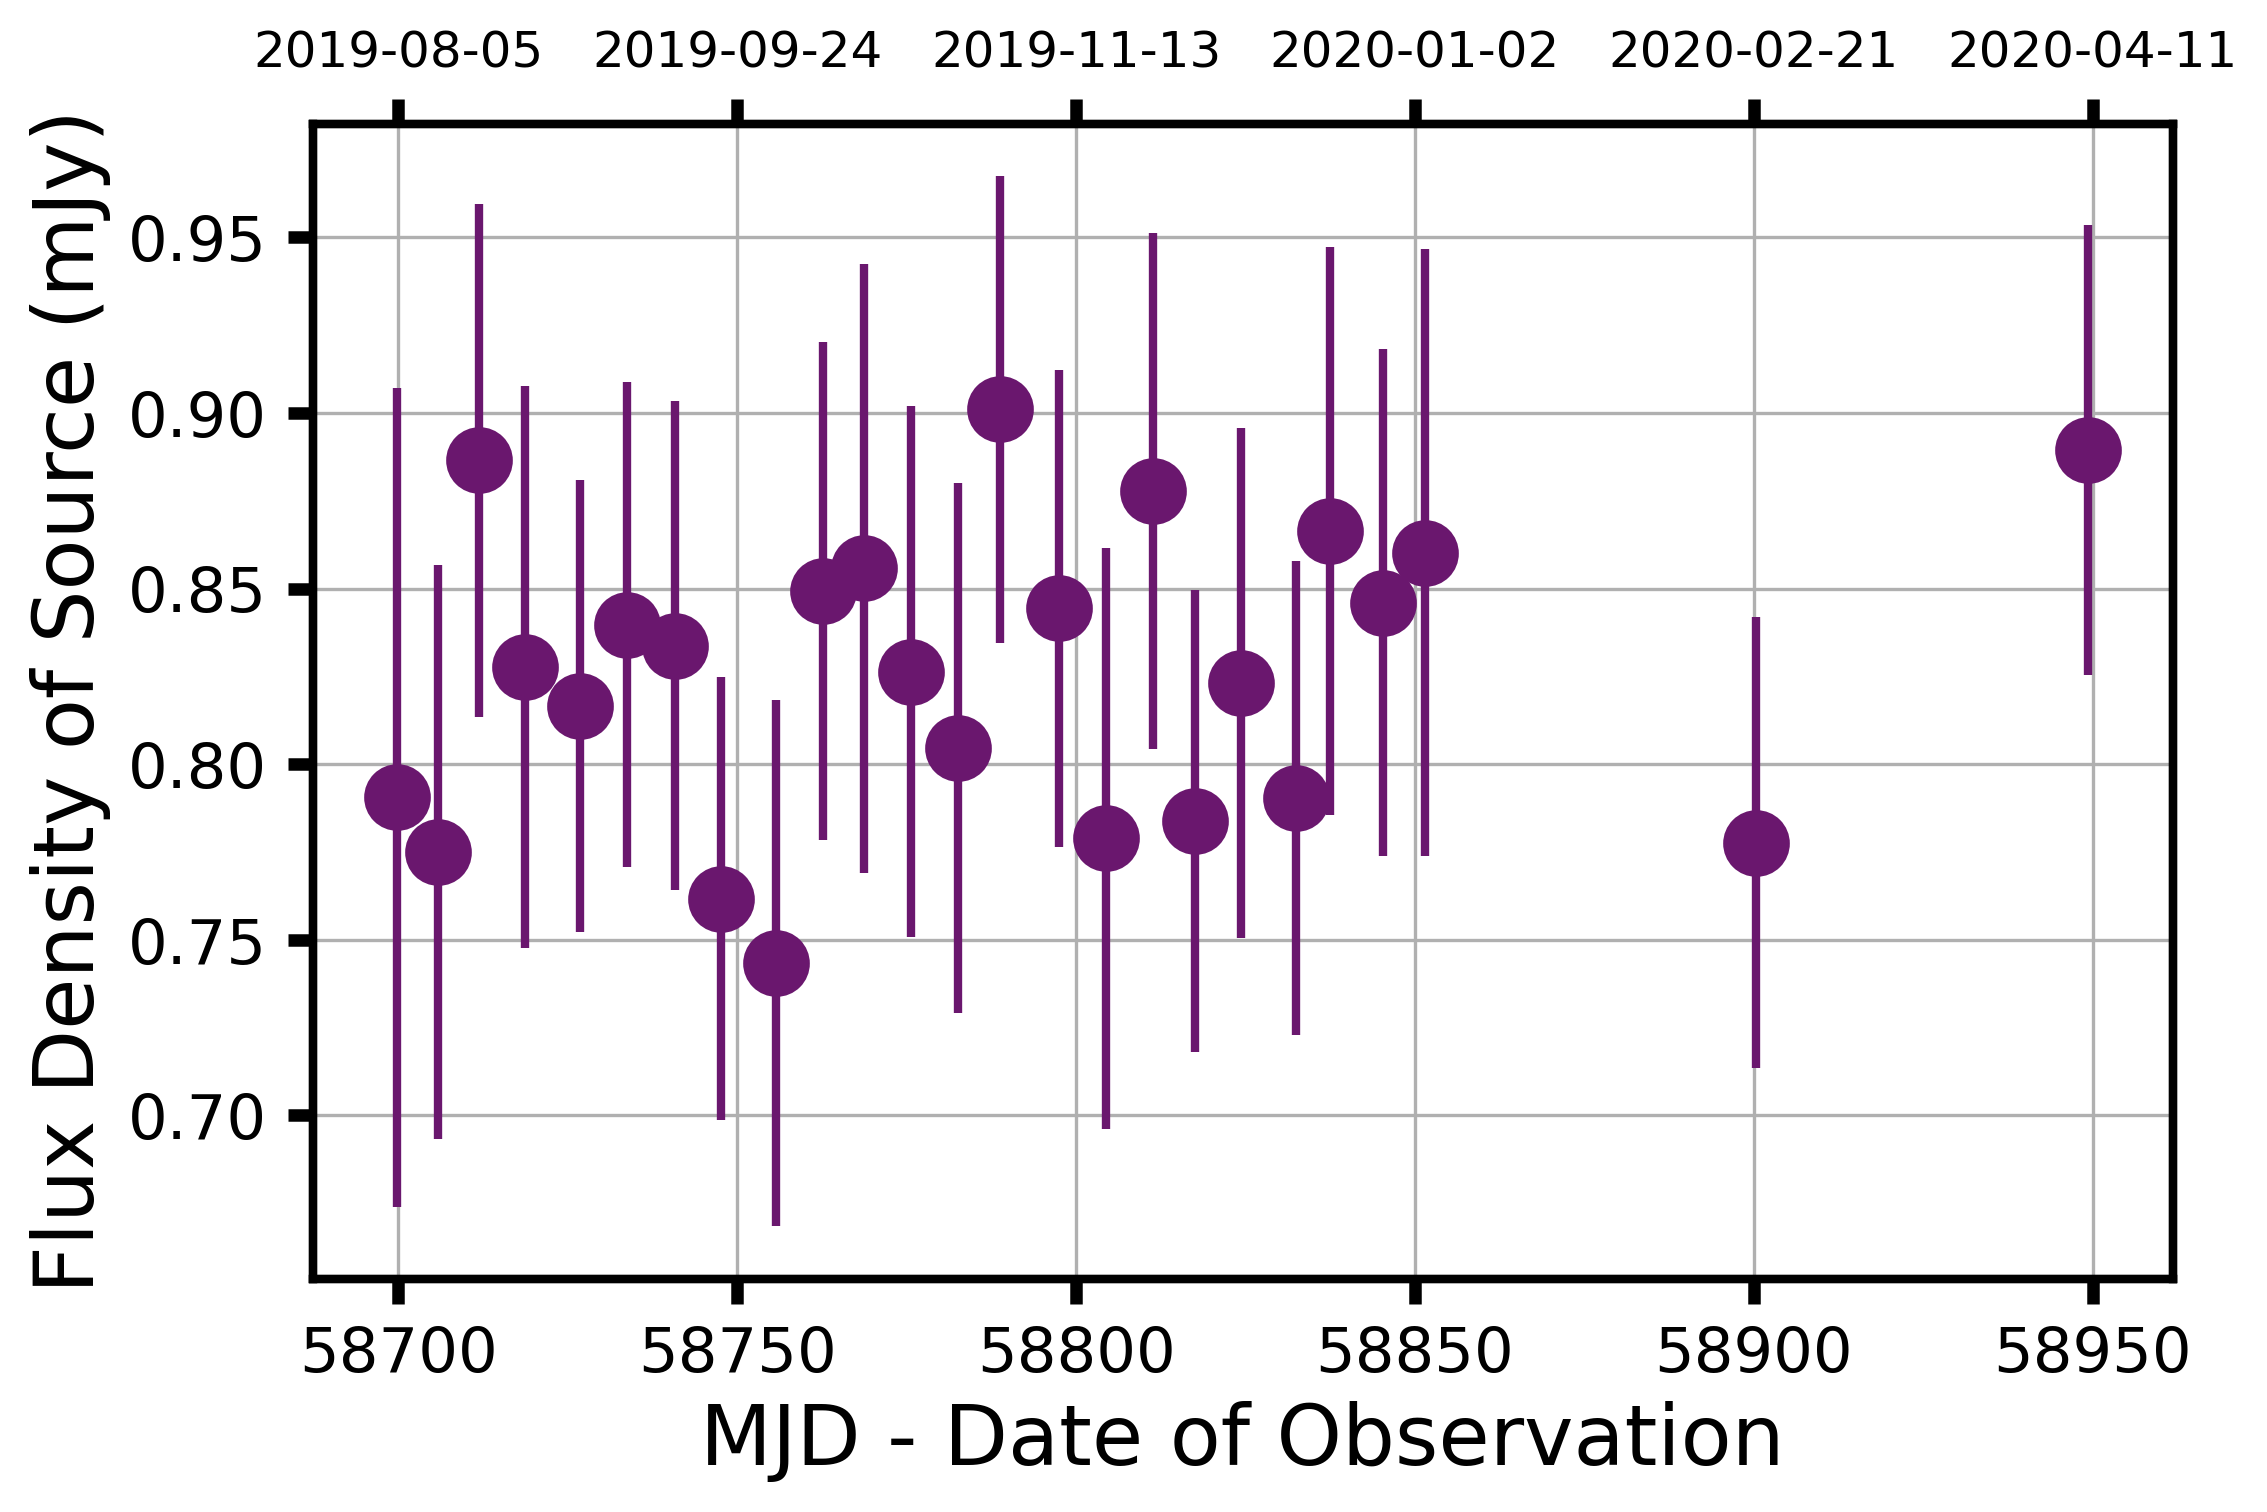 2019-08-05 2019-09-24 2019-11-13 2020-01-02 2020-02-21 2020-04-11
Flux Density of Source (mJy)
0.95
0.90
0.85
0.80
0.75
0.70
58700 58750 58800 58850 58900 58950
MJD - Date of Observation